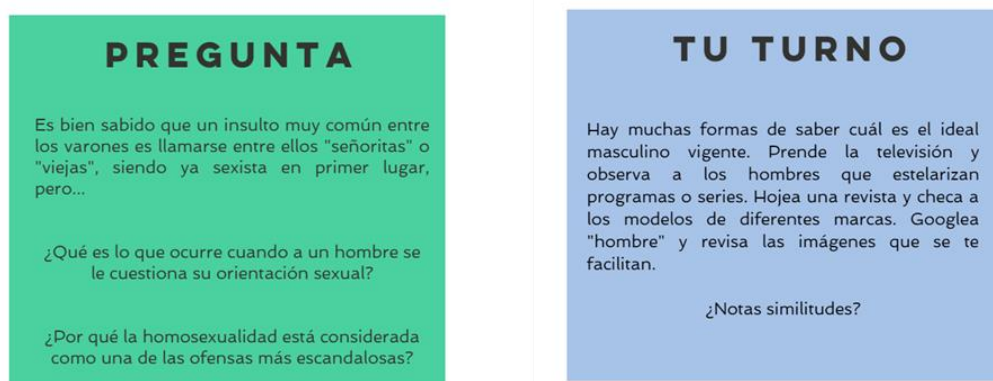 PREGUNTA
Es bien sabido que un insulto muy común entre
los varones es llamarse entre ellos "señoritas" o
"viejas", siendo ya sexista en primer lugar,
pero...
¿Qué es lo que ocurre cuando a un hombre se
le cuestiona su orientación sexual?
¿Por qué la homosexualidad está considerada
como una de las ofensas más escandalosas?
TU TURNO
Hay muchas formas de saber cuál es el ideal
masculino vigente. Prende la televisión y
observa a los hombres que estelarizan
programas o series. Hojea una revista y checa a
los modelos de diferentes marcas. Googlea
"hombre" y revisa las imágenes que se te
facilitan.
¿Notas similitudes?